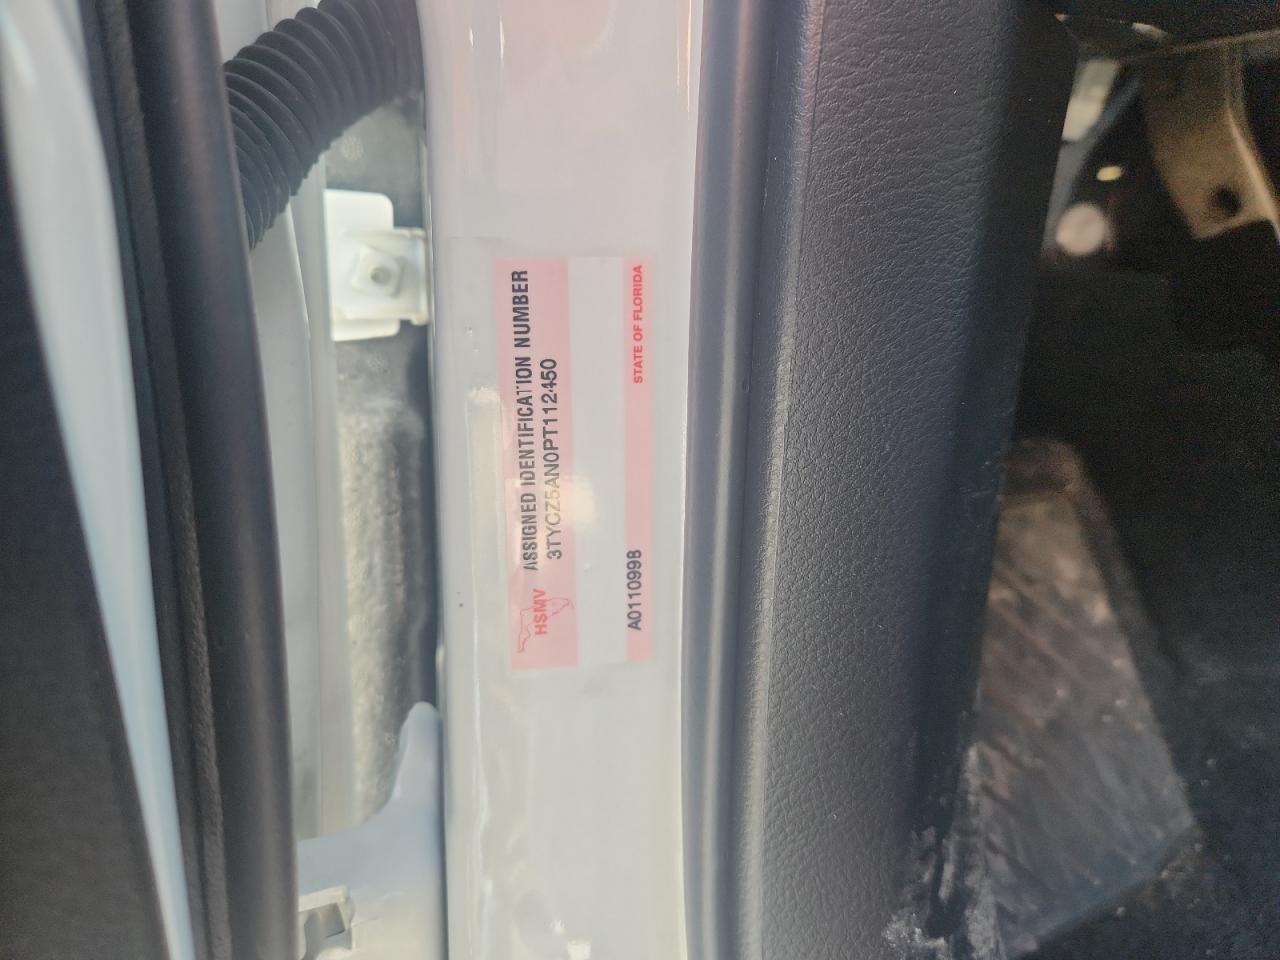 ASSIGNED IDENTIFICATION NUMBER
3TYCZ5AN0PT112450
HSMV
A0110998
STATE OF FLORIDA